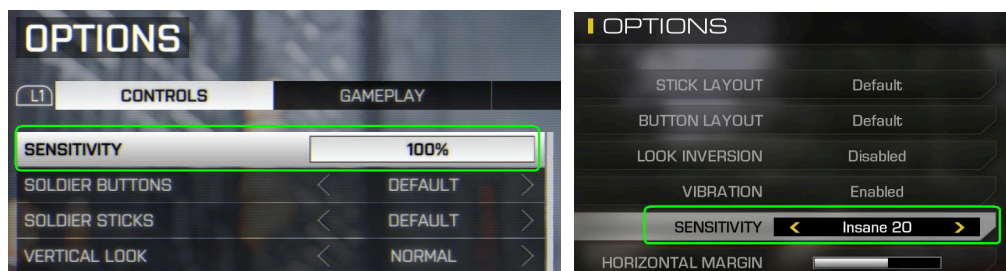 OPTIONS
L1 CONTROLS GAMEPLAY
SENSITIVITY 100%
SOLDIER BUTTONS DEFAULT
SOLDIER STICKS DEFAULT
VERTICAL LOOK NORMAL
OPTIONS
STICK LAYOUT Default
BUTTON LAYOUT Default
LOOK INVERSION Disabled
VIBRATION Enabled
SENSITIVITY < Insane 20 >
HORIZONTAL MARGIN